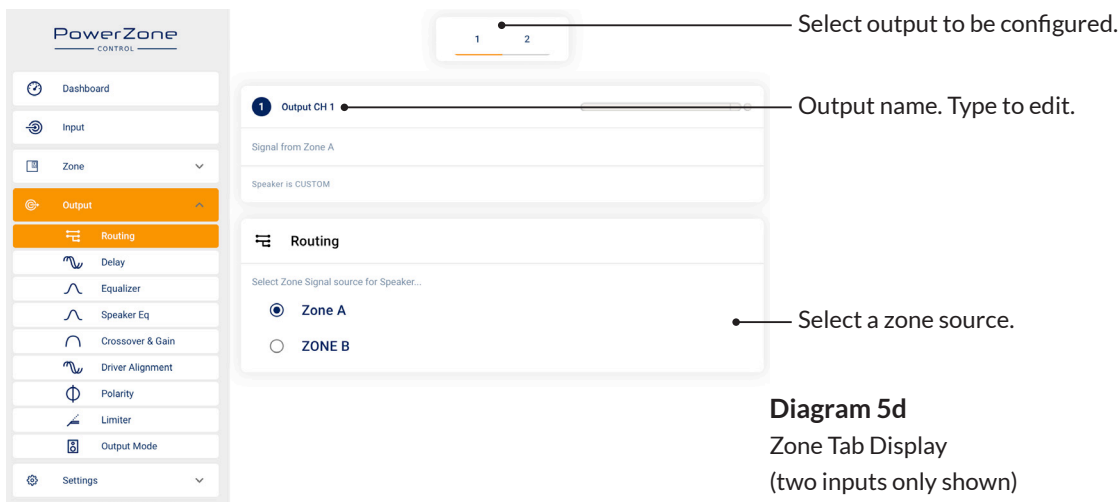 PowerZone
CONTROL
Dashboard
Input
Zone
Output
Routing
Delay
Equalizer
Speaker Eq
Crossover & Gain
Driver Alignment
Polarity
Limiter
Output Mode
Settings
1 2
Select output to be configured.
1 Output CH 1
Output name. Type to edit.
Signal from Zone A
Speaker is CUSTOM
Routing
Select Zone Signal source for Speaker...
Zone A
ZONE B
Select a zone source.
Diagram 5d
Zone Tab Display
(two inputs only shown)